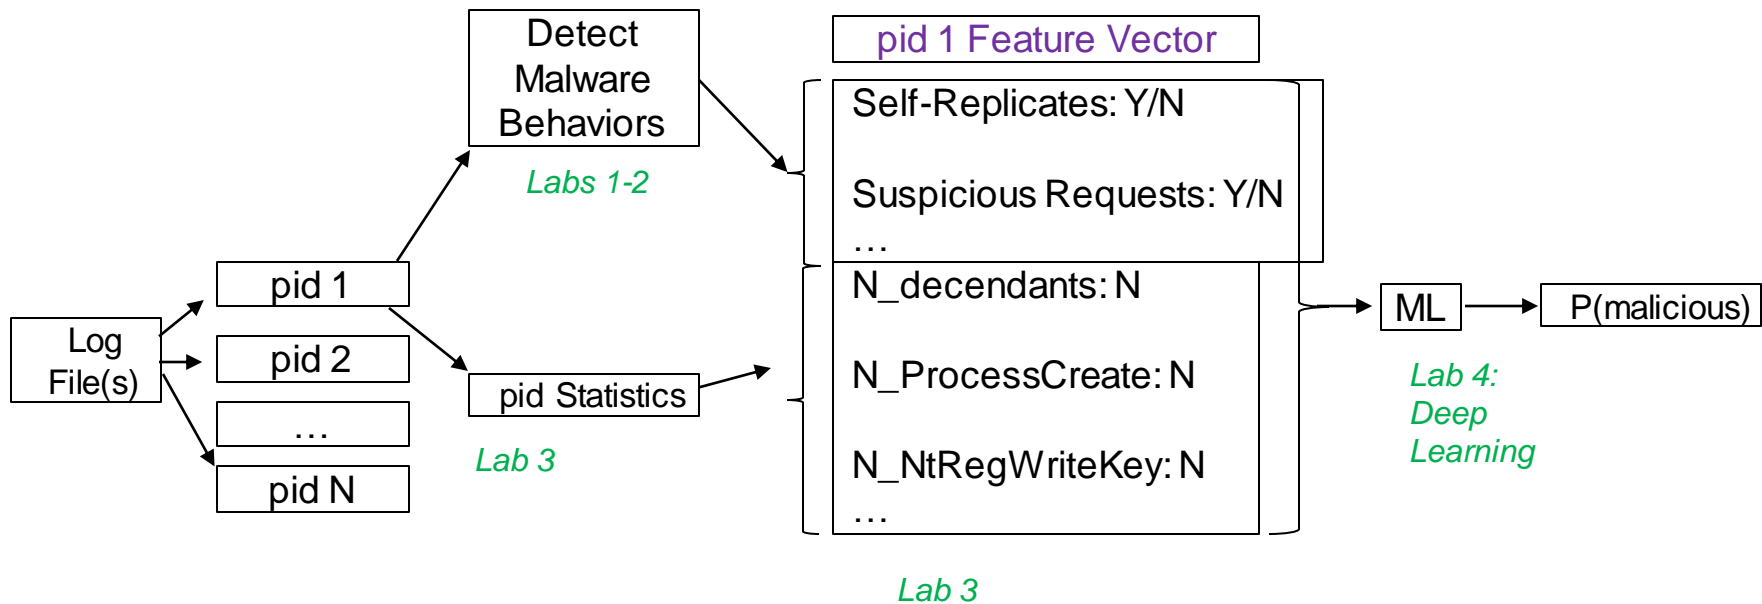 Detect
Malware
Behaviors
Labs 1-2
pid 1 Feature Vector
Self-Replicates: Y/N
Suspicious Requests: Y/N
...
N_decendants: N
N_ProcessCreate: N
N_NtRegWriteKey: N
...
Lab 3
Log
File(s)
pid 1
pid 2
...
pid N
pid Statistics
Lab 3
ML
P(malicious)
Lab 4:
Deep
Learning